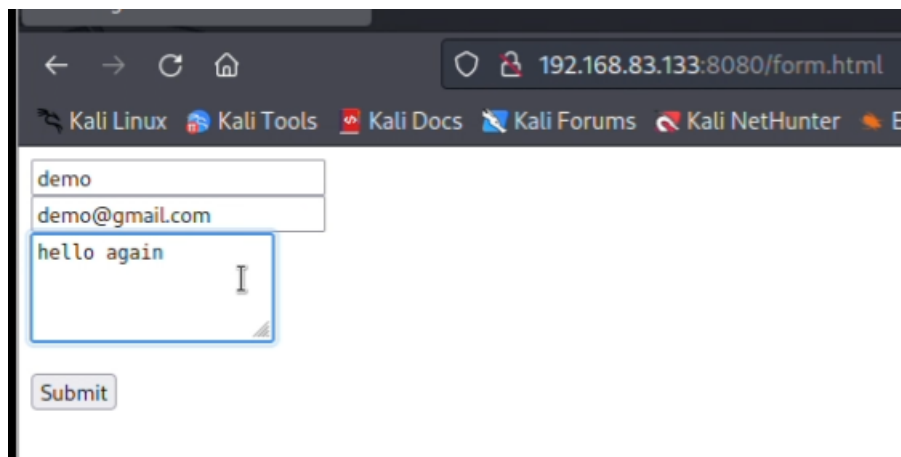 192.168.83.133:8080/form.html
Kali Linux Kali Tools Kali Docs Kali Forums Kali NetHunter
demo
demo@gmail.com
hello again
Submit